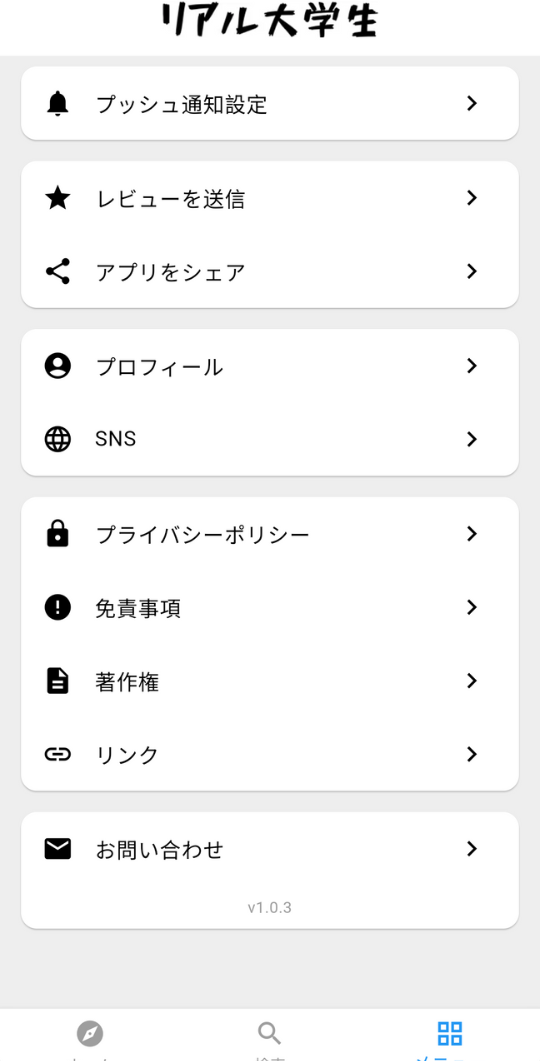 リアル大学生
プッシュ通知設定
レビューを送信
アプリをシェア
プロフィール
SNS
プライバシーポリシー
免責事項
著作権
リンク
お問い合わせ
v1.0.3